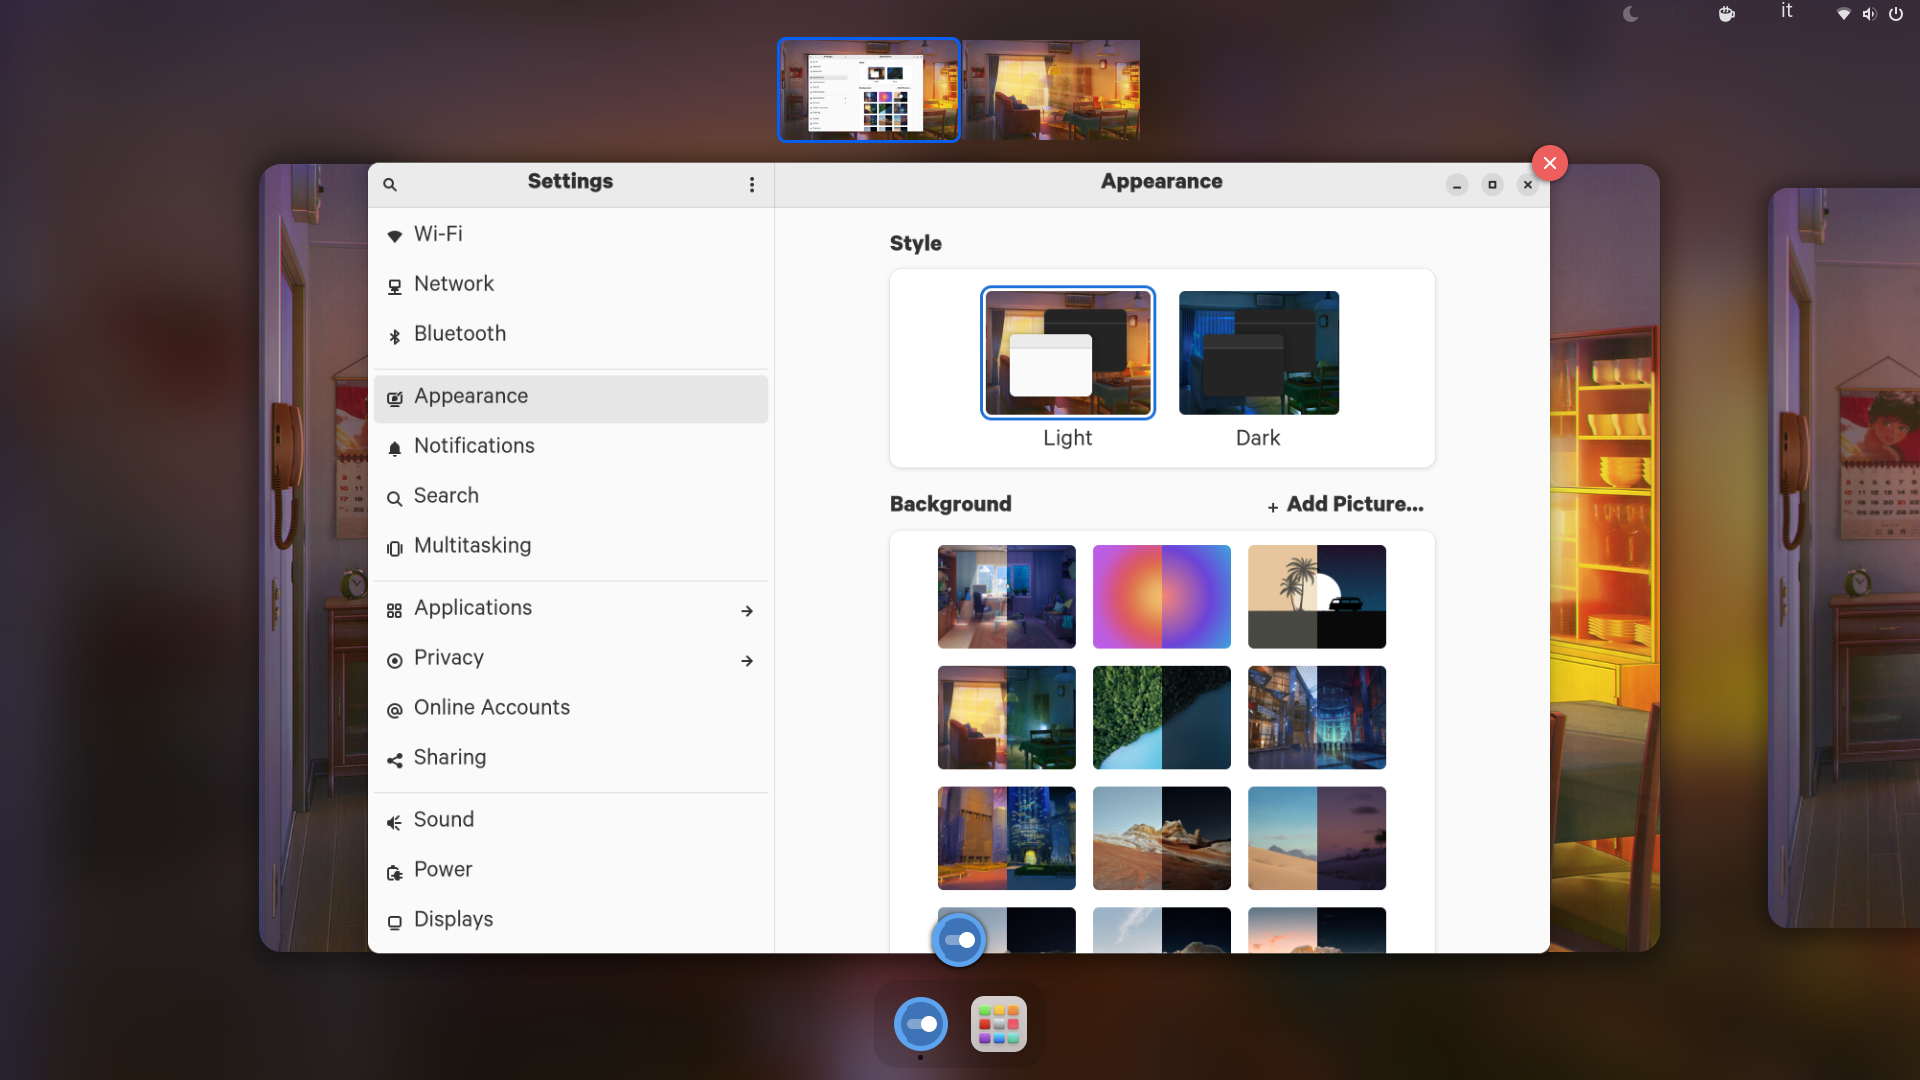 it
Settings
Appearance
Wi-Fi
Network
Bluetooth
Appearance
Notifications
Search
Multitasking
Applications
Privacy
Online Accounts
Sharing
Sound
Power
Displays
Style
Light
Dark
Background
+ Add Picture...